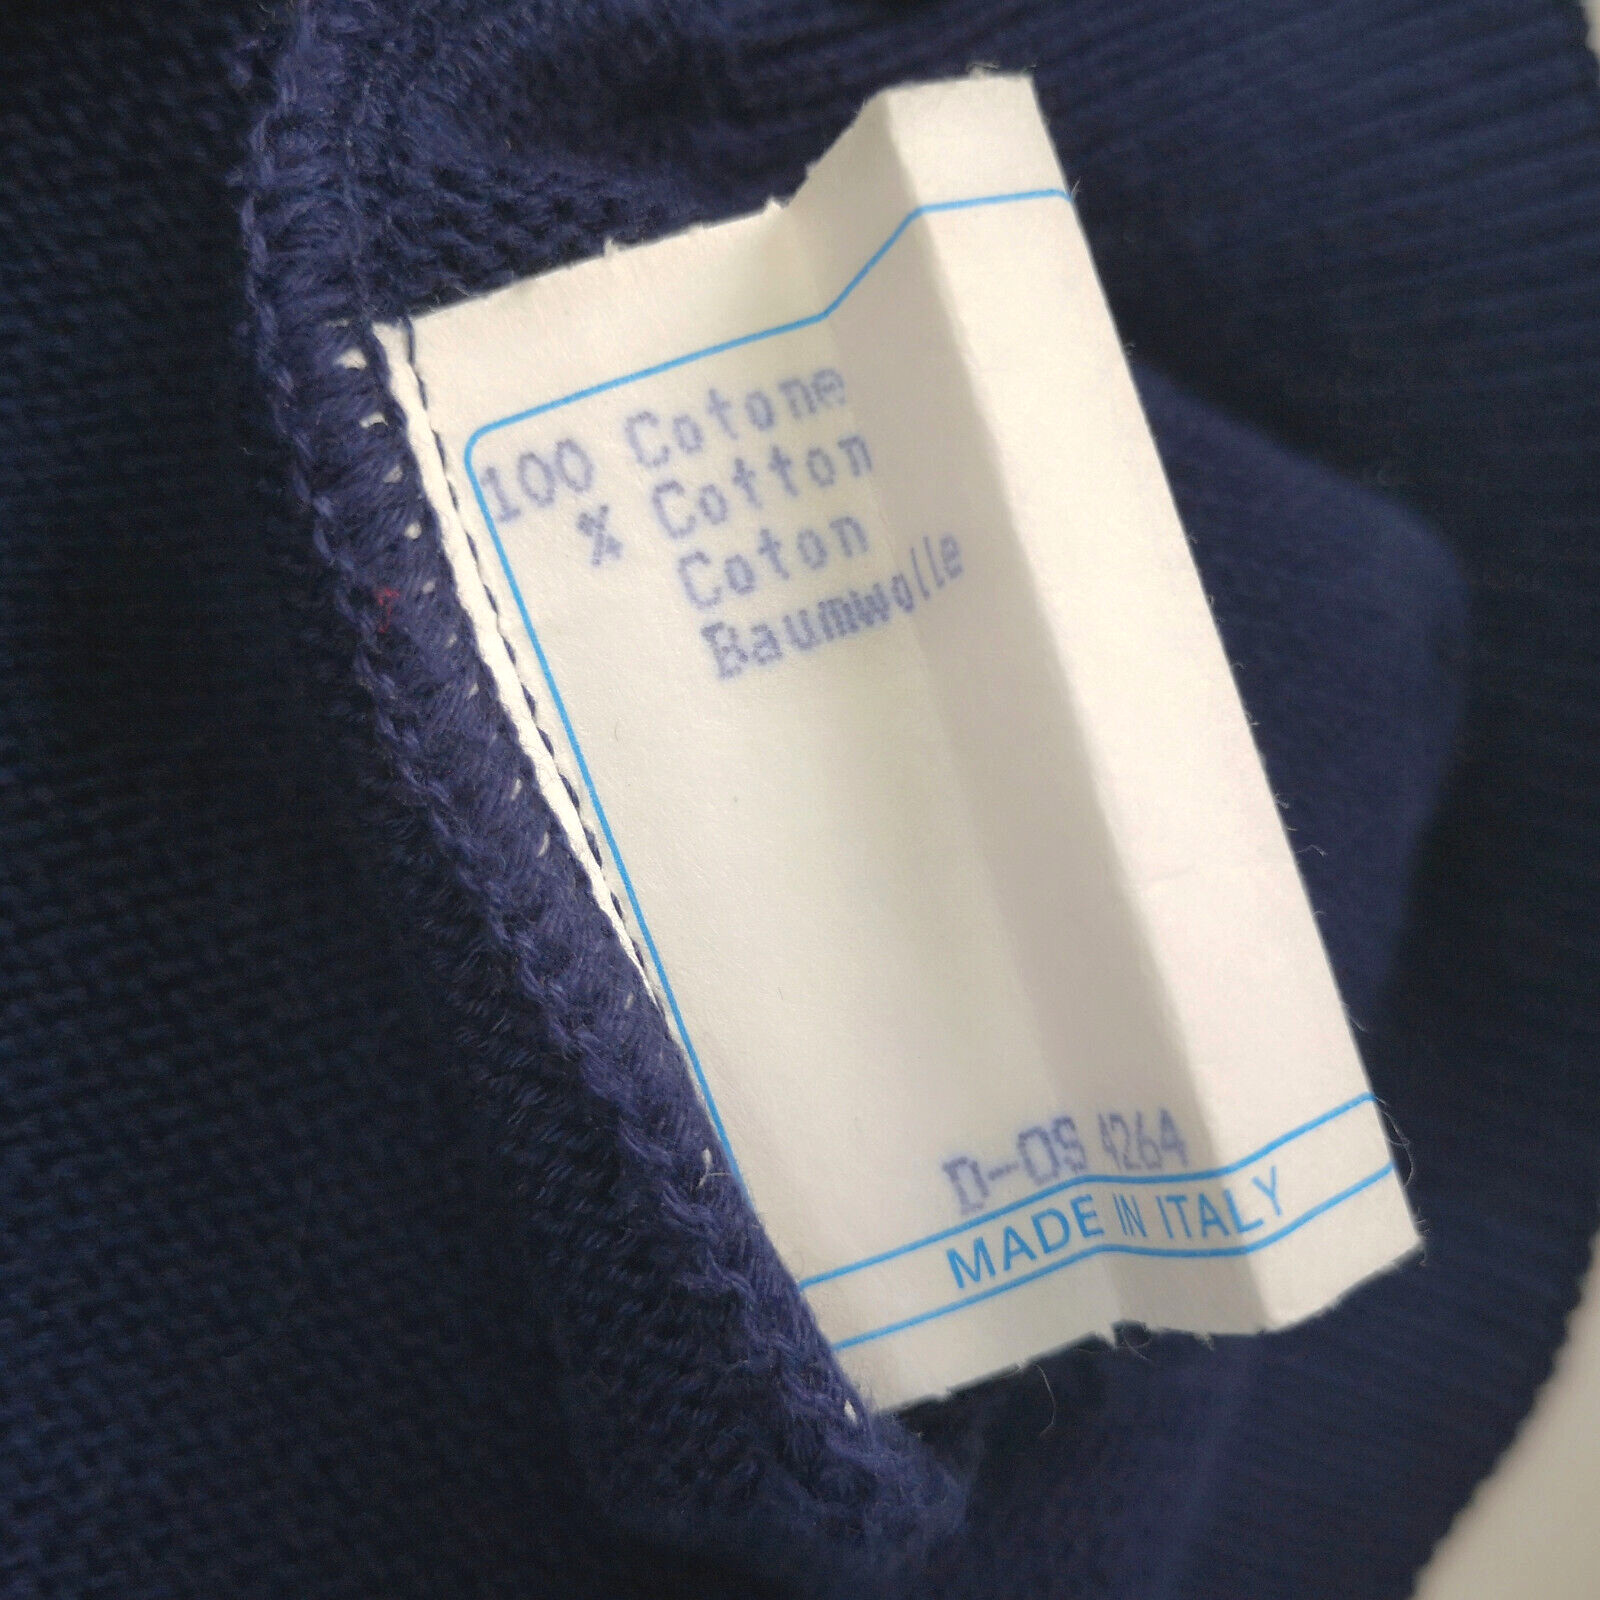 100 Cotone
% Cotton
Coton
Baumwolle
D-OS 4264
MADE IN ITALY